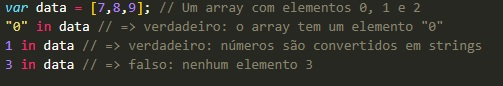 var data = [7,8,9]; // Um array com elementos 0, 1 e 2
"0" in data // => verdadeiro: o array tem um elemento "0"
1 in data // => verdadeiro: números são convertidos em strings
3 in data // => falso: nenhum elemento 3